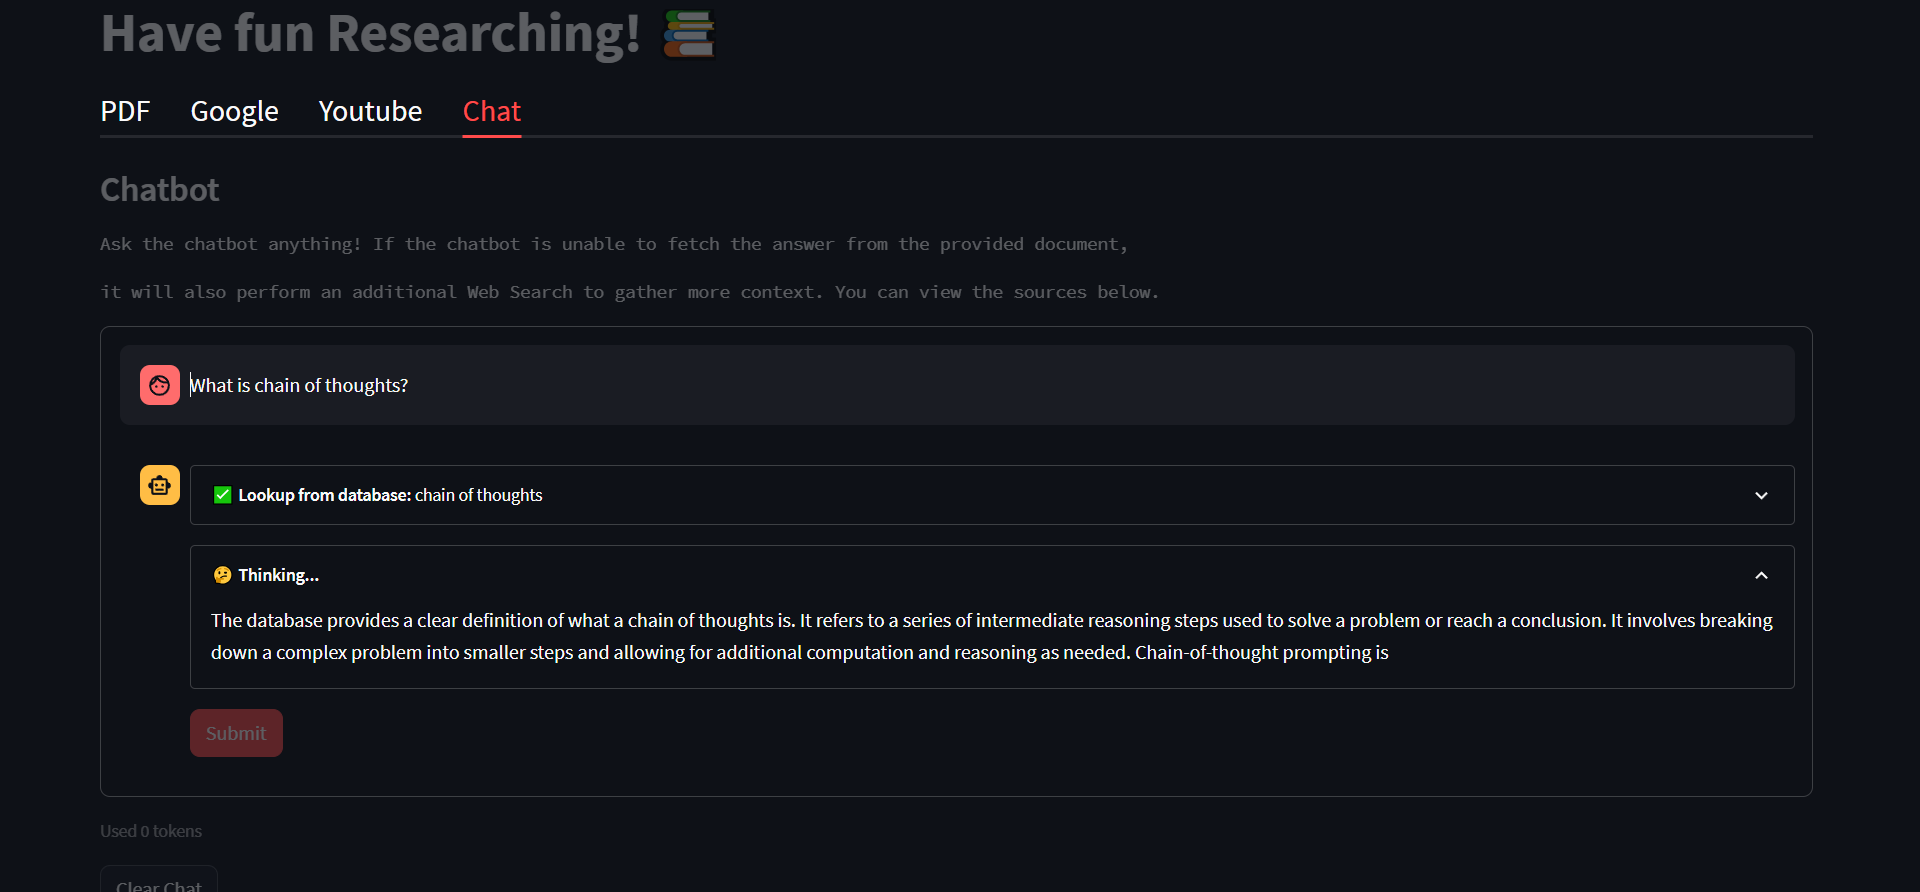 Have fun Researching!
PDF Google Youtube Chat
Chatbot
Ask the chatbot anything! If the chatbot is unable to fetch the answer from the provided document,
it will also perform an additional Web Search to gather more context. You can view the sources below.
What is chain of thoughts?
Lookup from database: chain of thoughts
Thinking...
The database provides a clear definition of what a chain of thoughts is. It refers to a series of intermediate reasoning steps used to solve a problem or reach a conclusion. It involves breaking
down a complex problem into smaller steps and allowing for additional computation and reasoning as needed. Chain-of-thought prompting is
Submit
Used 0 tokens
Clear Chat